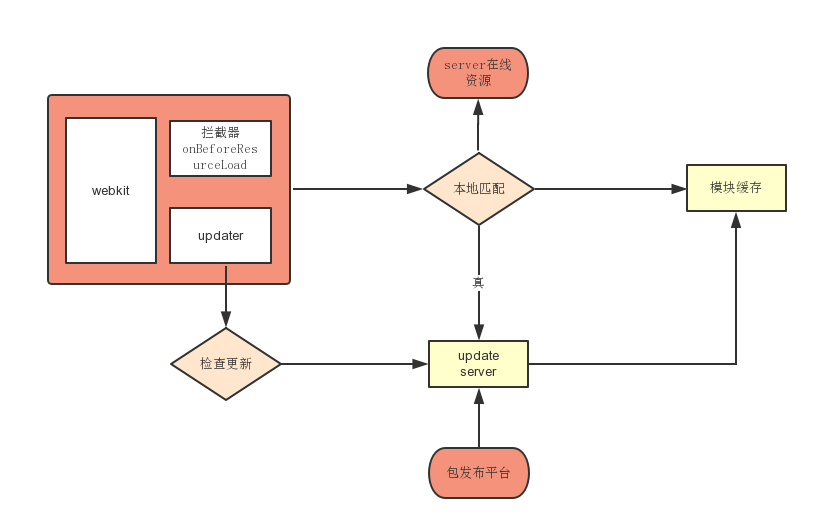 server在线
资源
拦截器
onBeforeRes
urceLoad
webkit
本地匹配
模块缓存
updater
真
检查更新
update
server
包发布平台